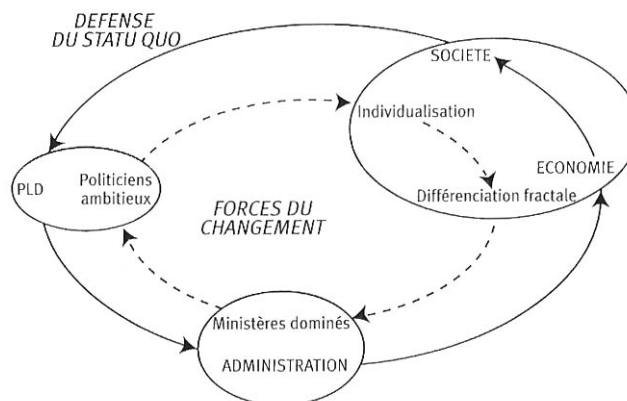 DEFENSE
DU STATU QUO
SOCIETE
Individualisation
ECONOMIE
Différenciation fractale
PLD
Politiciens
ambitieux
FORCES DU
CHANGEMENT
Ministères dominés
ADMINISTRATION